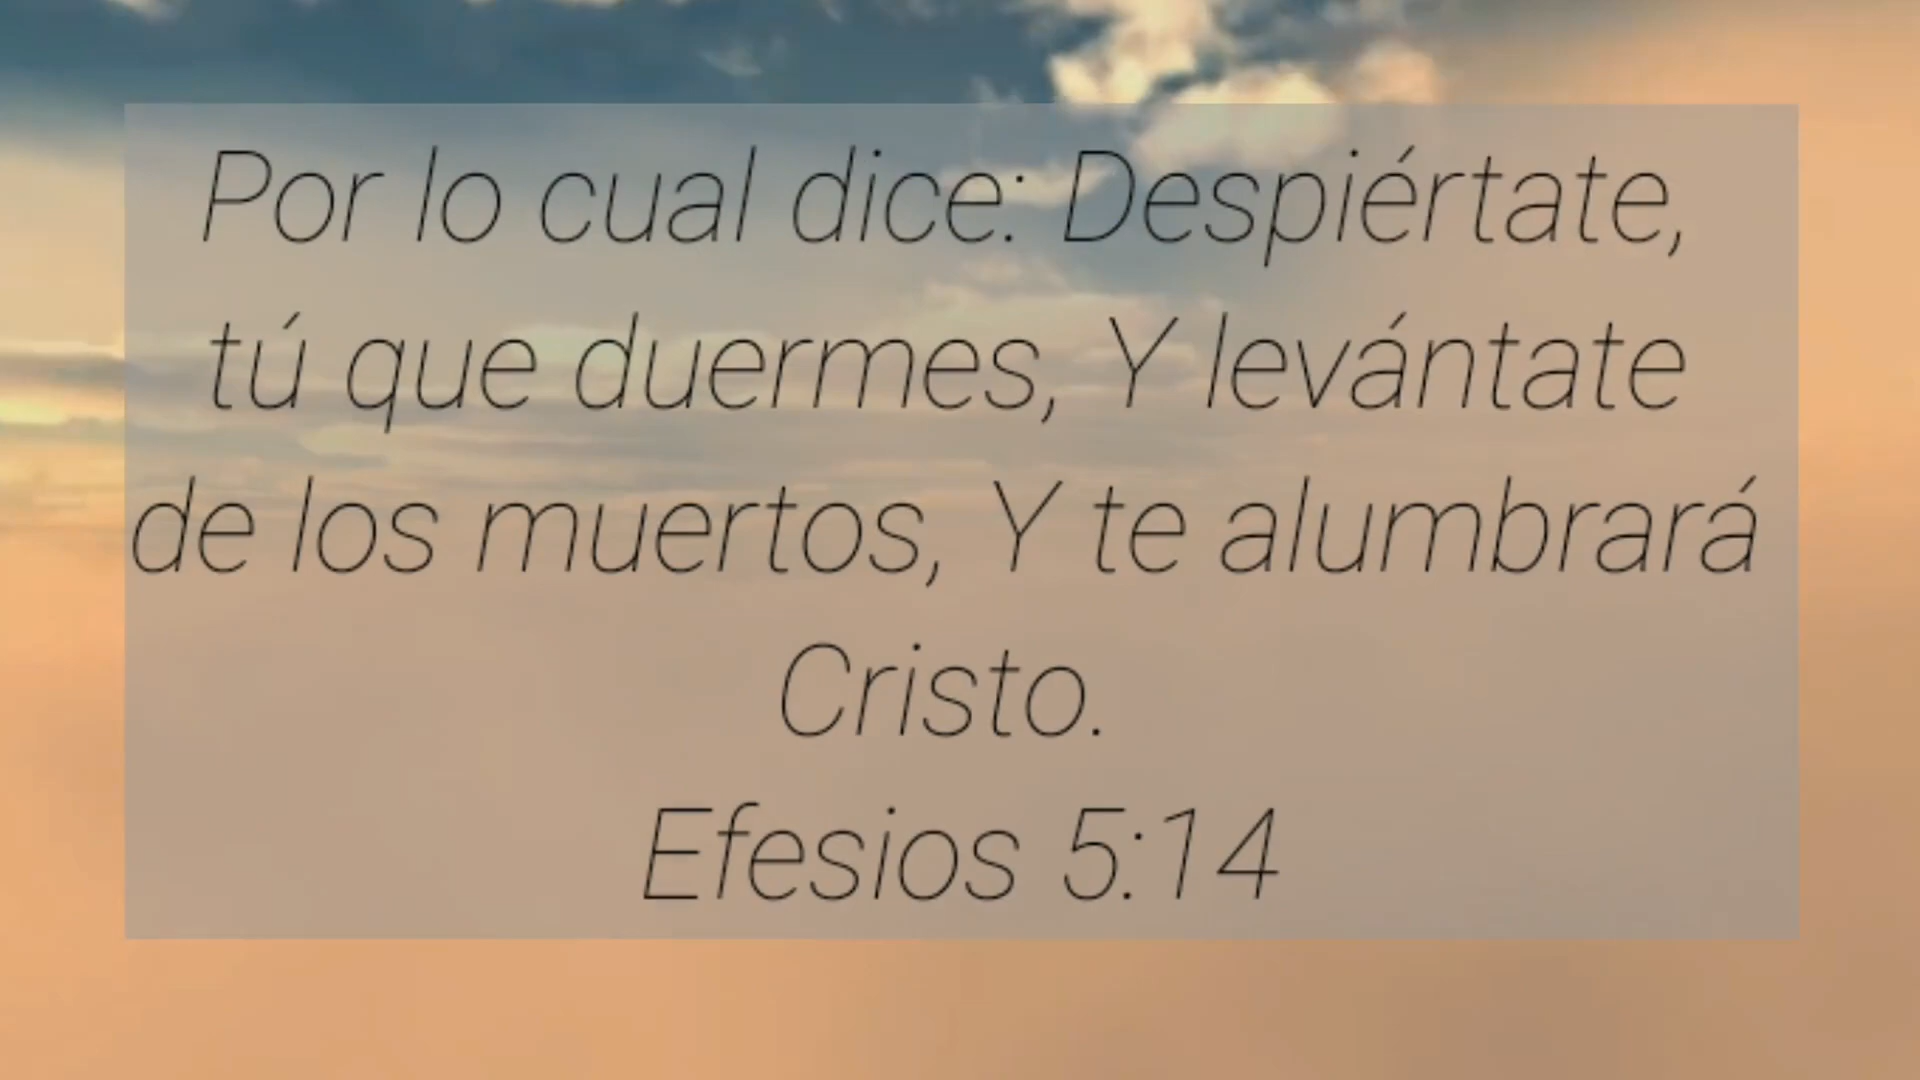 Por lo cual dice: Despiértate,
tú que duermes, Y levántate
de los muertos, Y te alumbrará
Cristo.
Efesios 5:14